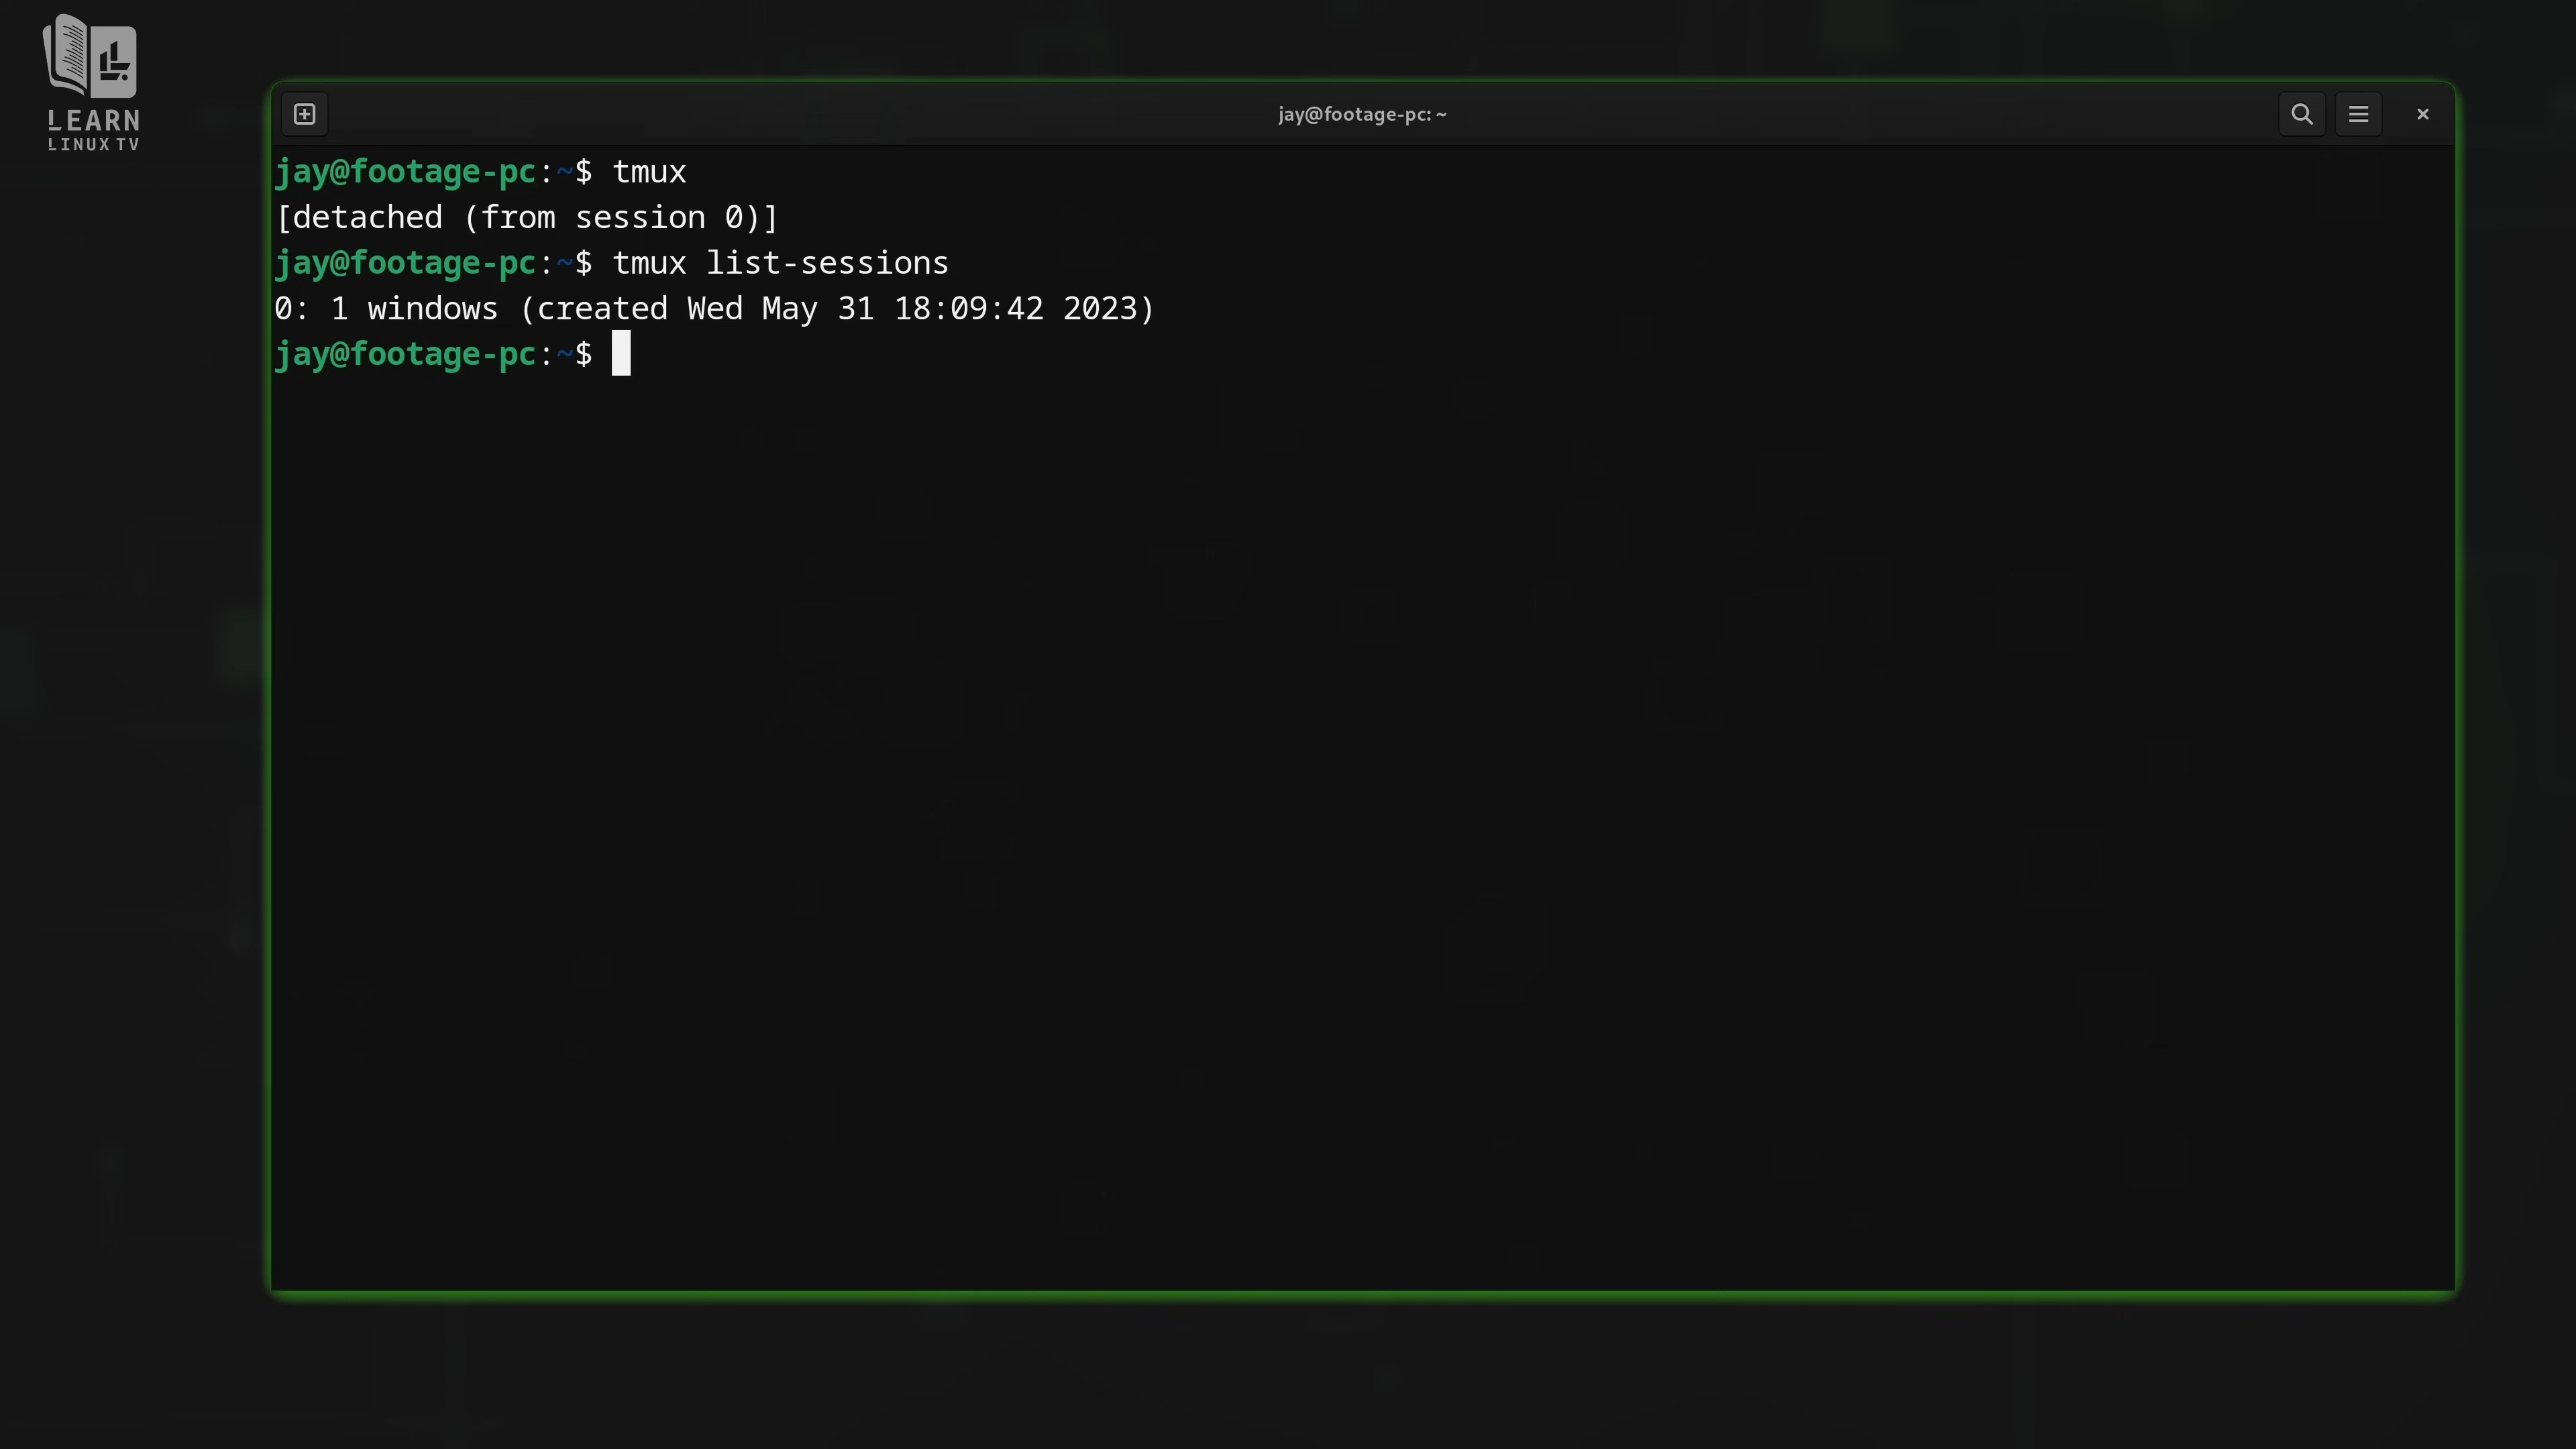 LEARN
LINUX TV
jay@footage-pc: ~
jay@footage-pc:~$ tmux
[detached (from session 0)]
jay@footage-pc:~$ tmux list-sessions
0: 1 windows (created Wed May 31 18:09:42 2023)
jay@footage-pc:~$